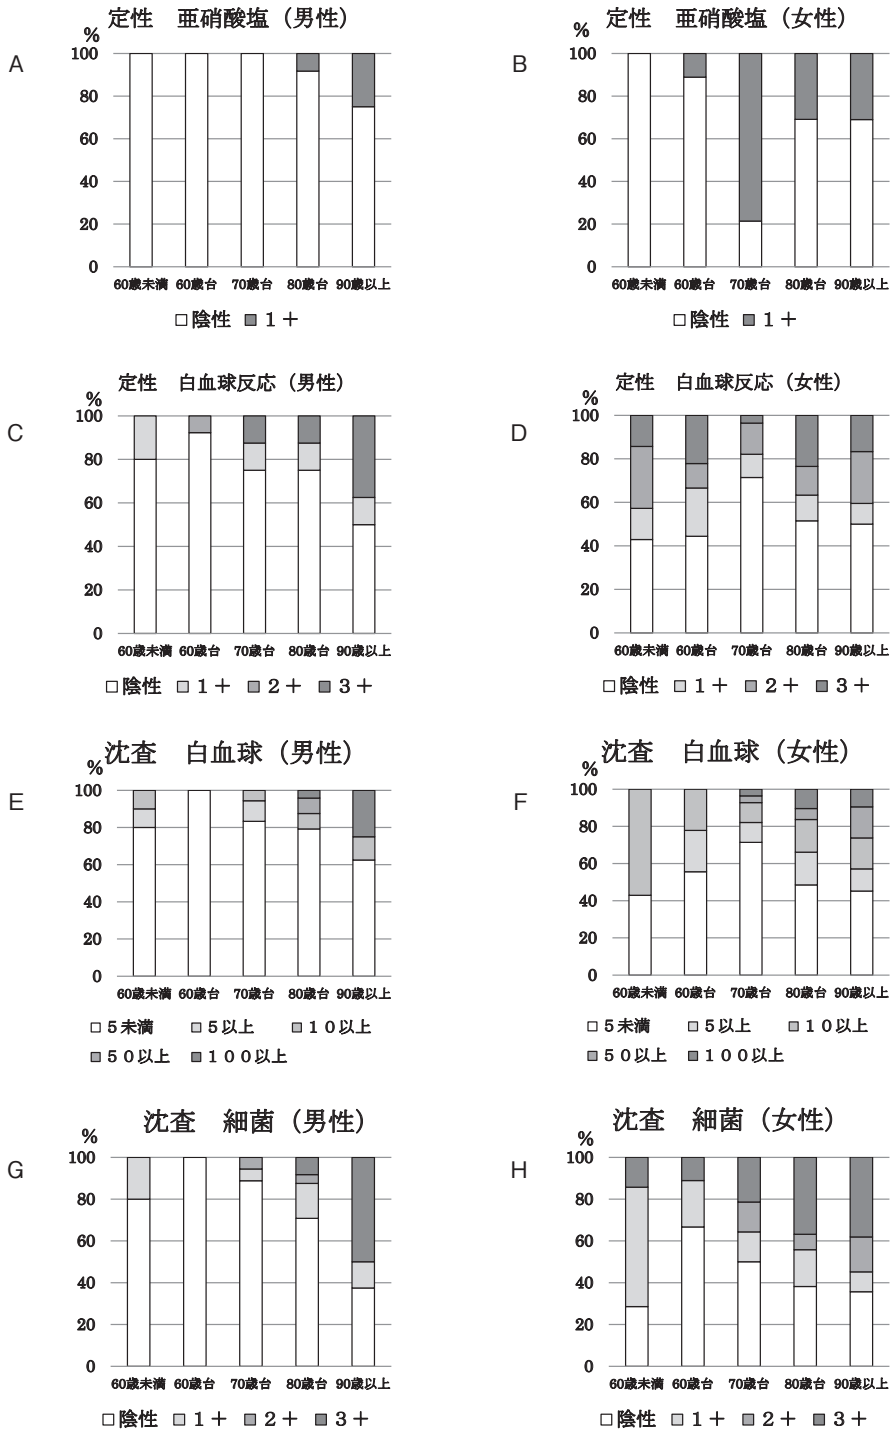 定性 亜硝酸塩（男性）
A
%
100
80
60
40
20
0
60歳未満 60歳台 70歳台 80歳台 90歳以上
□陰性 ■1+
定性 亜硝酸塩（女性）
B
%
100
80
60
40
20
0
60歳未満 60歳台 70歳台 80歳台 90歳以上
□陰性 ■1+
定性 白血球反応（男性）
C
%
100
80
60
40
20
0
60歳未満 60歳台 70歳台 80歳台 90歳以上
□陰性 ■1+ ■2+ ■3+
定性 白血球反応（女性）
D
%
100
80
60
40
20
0
60歳未満 60歳台 70歳台 80歳台 90歳以上
□陰性 ■1+ ■2+ ■3+
沈査 白血球（男性）
E
%
100
80
60
40
20
0
60歳未満 60歳台 70歳台 80歳台 90歳以上
□5未満 ■5以上 ■10以上
■50以上 ■100以上
沈査 白血球（女性）
F
%
100
80
60
40
20
0
60歳未満 60歳台 70歳台 80歳台 90歳以上
□5未満 ■5以上 ■10以上
■50以上 ■100以上
沈査 細菌（男性）
G
%
100
80
60
40
20
0
60歳未満 60歳台 70歳台 80歳台 90歳以上
□陰性 ■1+ ■2+ ■3+
沈査 細菌（女性）
H
%
100
80
60
40
20
0
60歳未満 60歳台 70歳台 80歳台 90歳以上
□陰性 ■1+ ■2+ ■3+